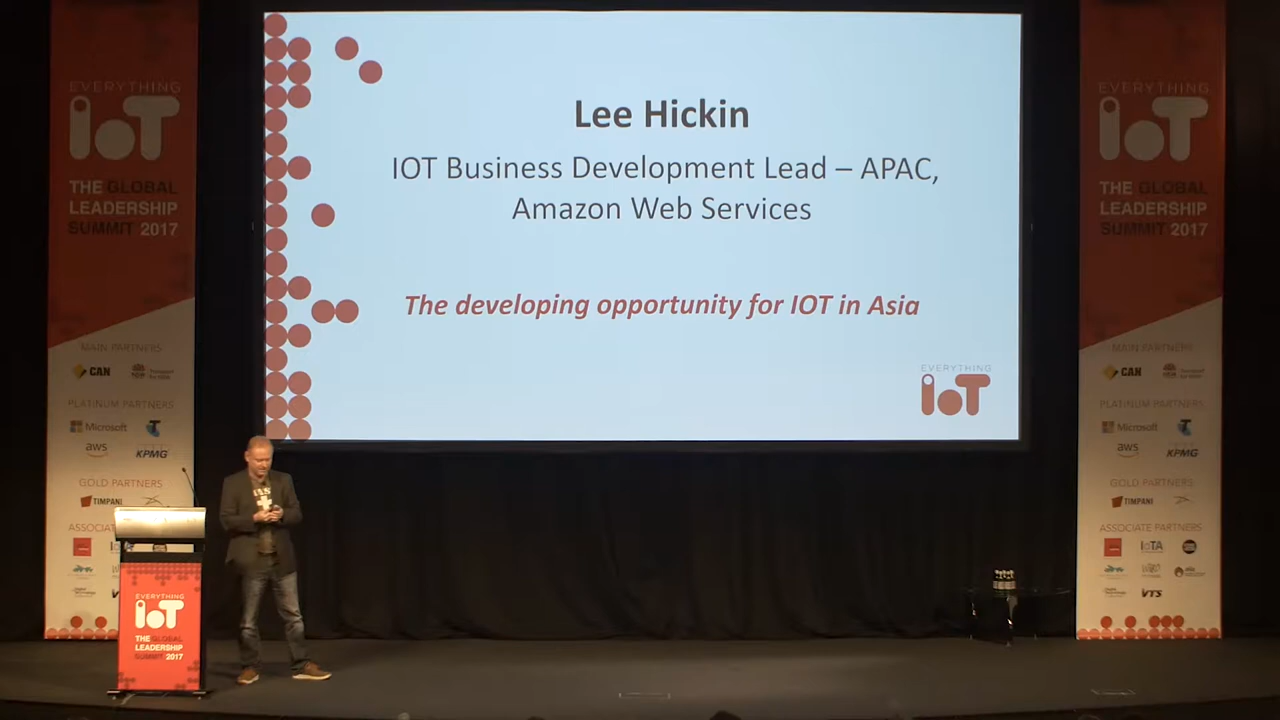 EVERYTHING
IoT
THE GLOBAL
LEADERSHIP
SUMMIT 2017
MAIN PARTNERS
CAN
PLATINUM PARTNERS
Microsoft
aws
KPMG
GOLD PARTNERS
TIMPANI
Lee Hickin
IOT Business Development Lead – APAC,
Amazon Web Services
The developing opportunity for IOT in Asia
EVERYTHING
IoT
EVERYTHING
IoT
THE GLOBAL
LEADERSHIP
SUMMIT 2017
EVERYTHING
IoT
THE GLOBAL
LEADERSHIP
SUMMIT 2017
MAIN PARTNERS
CAN
PLATINUM PARTNERS
Microsoft
aws
KPMG
GOLD PARTNERS
TIMPANI
ASSOCIATE PARTNERS
IoTA
VTS